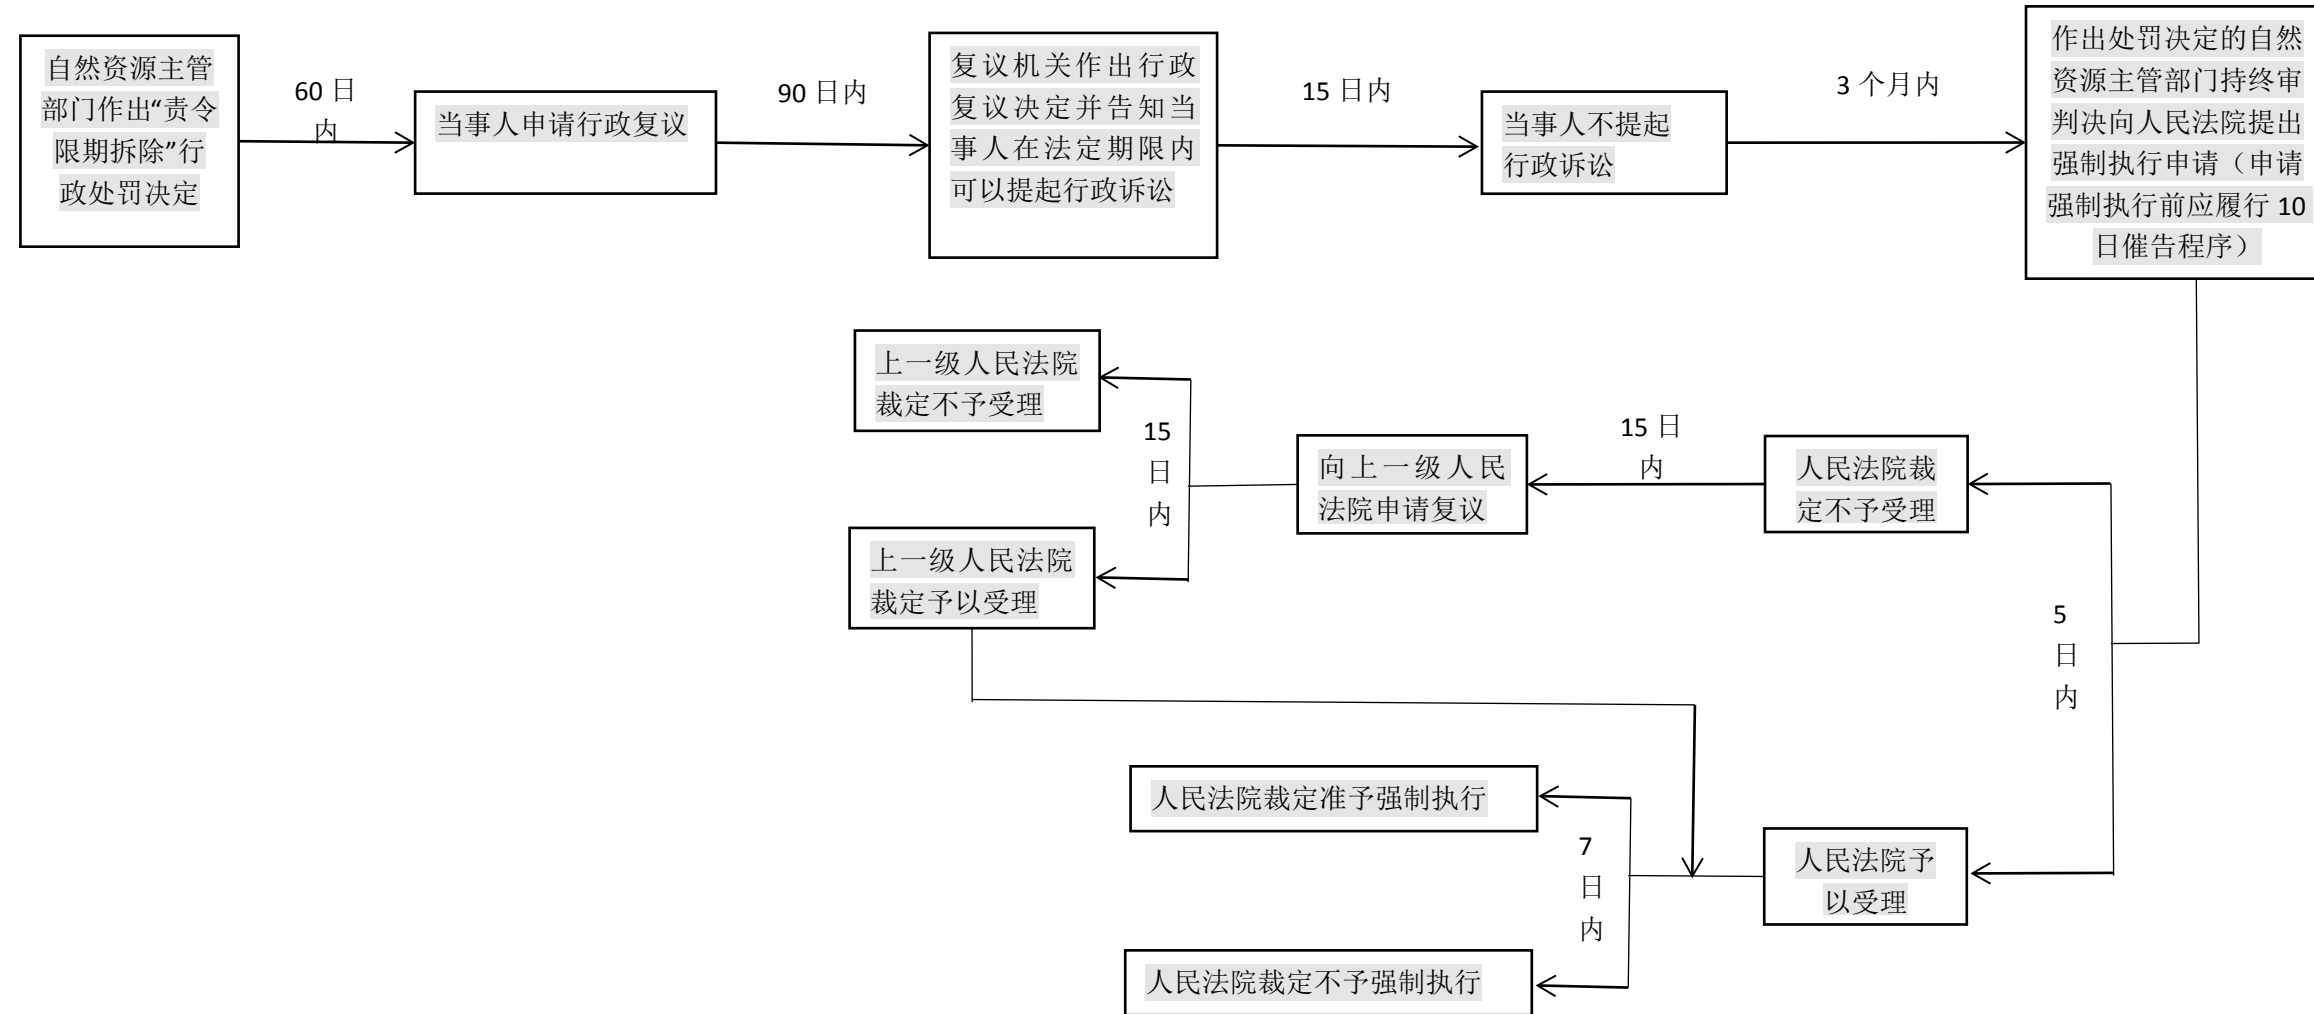 自然资源主管
部门作出“责令
限期拆除”行
政处罚决定
60 日
内
当事人申请行政复议
90 日内
复议机关作出行政
复议决定并告知当
事人在法定期限内
可以提起行政诉讼
15 日内
当事人不提起
行政诉讼
3 个月内
作出处罚决定的自然
资源主管部门持终审
判决向人民法院提出
强制执行申请（申请
强制执行前应履行 10
日催告程序）
5
日
内
人民法院裁
定不予受理
15 日
内
向上一级人民
法院申请复议
15
日
内
上一级人民法院
裁定不予受理
上一级人民法院
裁定予以受理
人民法院予
以受理
7
日
内
人民法院裁定准予强制执行
人民法院裁定不予强制执行